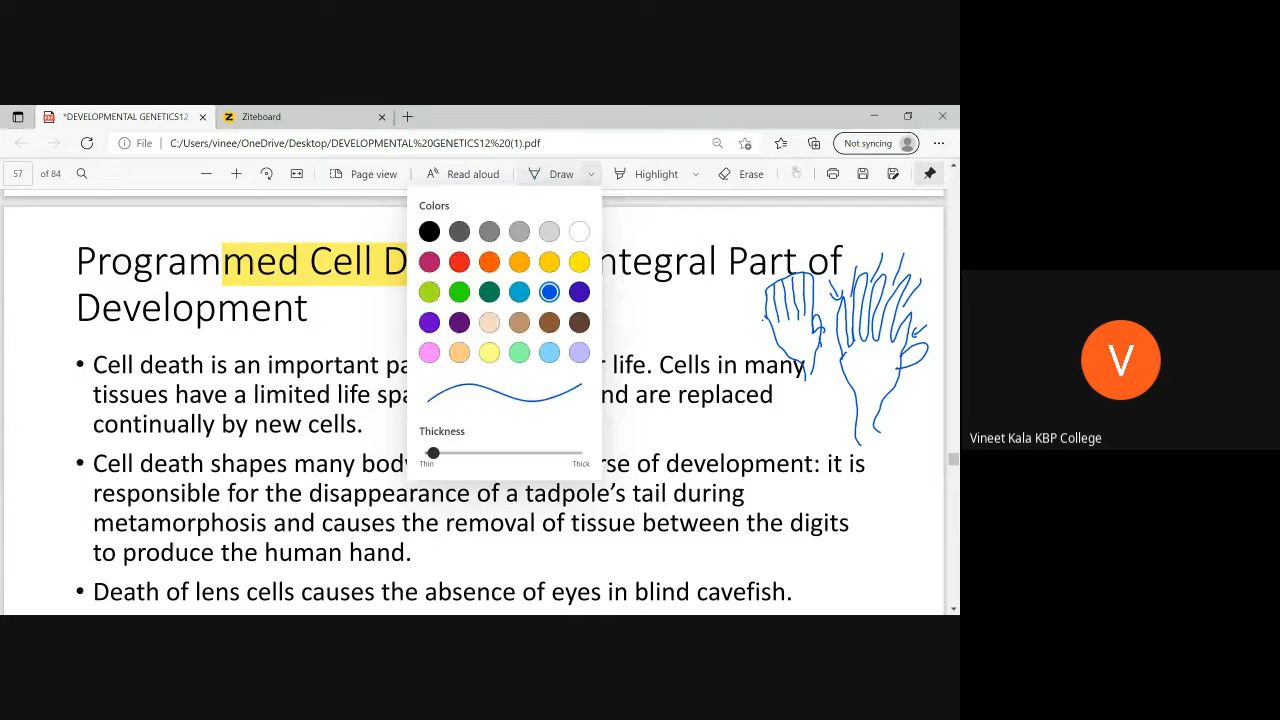 *DEVELOPMENTAL GENETICS12
Ziteboard
File
C:/Users/vinee/OneDrive/Desktop/DEVELOPMENTAL%20GENETICS12%20(1).pdf
Not syncing
57 of 84
Page view
Read aloud
Draw
Highlight
Erase
Colors
Thickness
Thin
Thick
Programmed Cell D ntegral Part of
Development
• Cell death is an important pa r life. Cells in many
tissues have a limited life spa nd are replaced
continually by new cells.
• Cell death shapes many body rse of development: it is
responsible for the disappearance of a tadpole’s tail during
metamorphosis and causes the removal of tissue between the digits
to produce the human hand.
• Death of lens cells causes the absence of eyes in blind cavefish.
V
Vineet Kala KBP College